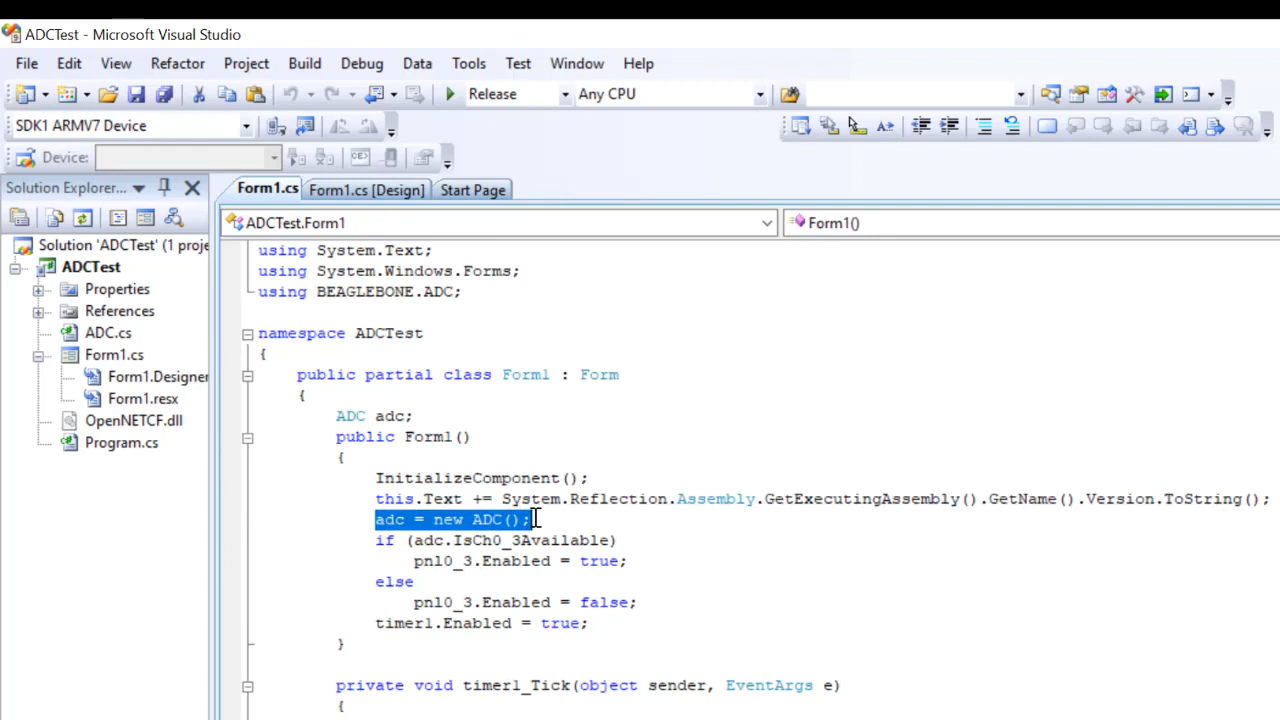 ADCTest - Microsoft Visual Studio
File Edit View Refactor Project Build Debug Data Tools Test Window Help
Release Any CPU
SDK1 ARMV7 Device
Device:
Solution Explorer...
Form1.cs Form1.cs [Design] Start Page
ADCTest.Form1 Form1()
Solution 'ADCTest' (1 proje
ADCTest
Properties
References
ADC.cs
Form1.cs
Form1.Designer
Form1.resx
OpenNETCF.dll
Program.cs
using System.Text;
using System.Windows.Forms;
using BEAGLEBONE.ADC;
namespace ADCTest
{
public partial class Form1 : Form
{
ADC adc;
public Form1()
{
InitializeComponent();
this.Text += System.Reflection.Assembly.GetExecutingAssembly().GetName().Version.ToString();
adc = new ADC();
if (adc.IsCh0_3Available)
pnl0_3.Enabled = true;
else
pnl0_3.Enabled = false;
timer1.Enabled = true;
}
private void timer1_Tick(object sender, EventArgs e)
{